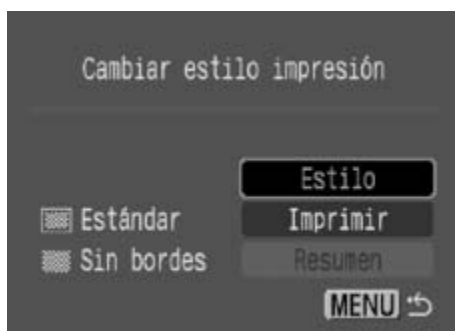 Cambiar estilo impresión
Estilo
Estándar Imprimir
Sin bordes Resumen
MENU